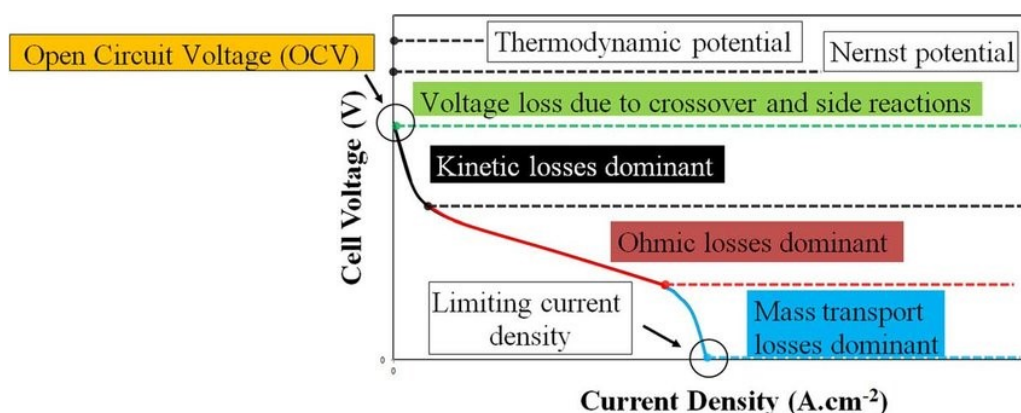 Thermodynamic potential
Nernst potential
Open Circuit Voltage (OCV)
Voltage loss due to crossover and side reactions
Kinetic losses dominant
Ohmic losses dominant
Limiting current
density
Mass transport
losses dominant
Cell Voltage (V)
0
0
Current Density (A.cm⁻²)